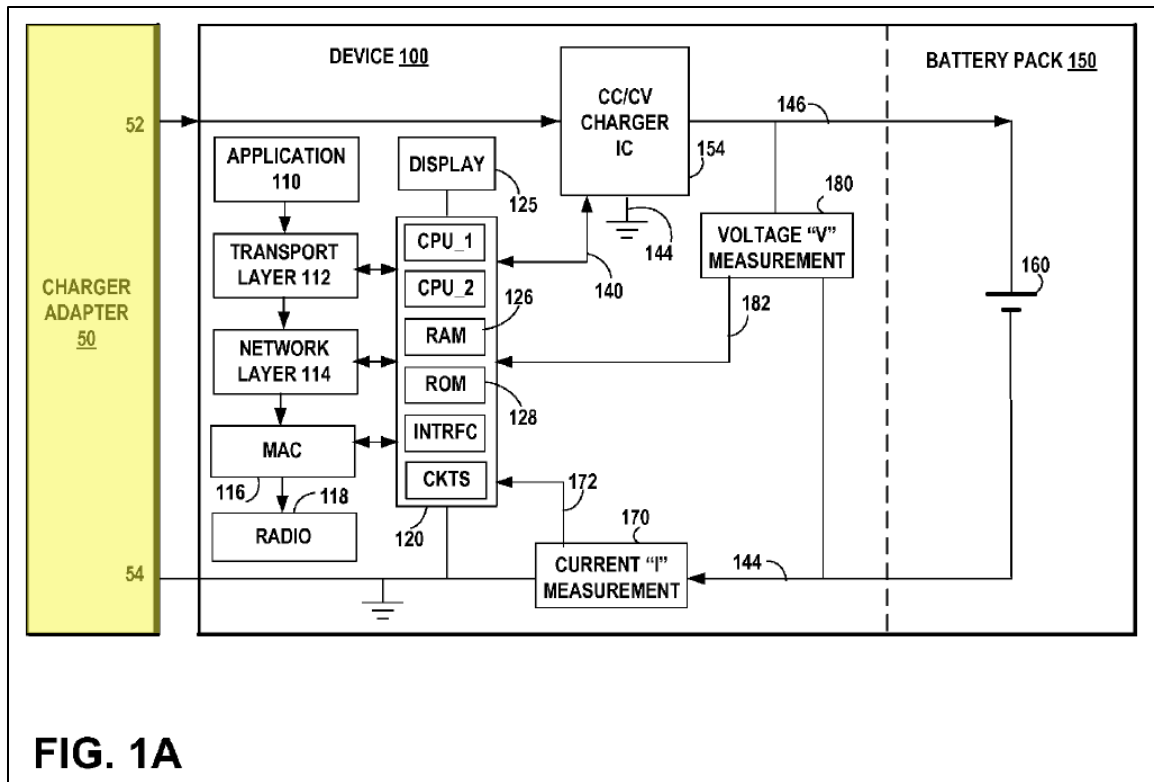 DEVICE 100
BATTERY PACK 150
CC/CV
CHARGER
IC
52
146
154
APPLICATION
110
DISPLAY
125
180
144
VOLTAGE “V”
MEASUREMENT
CPU_1
TRANSPORT
LAYER 112
140
160
CHARGER
ADAPTER
50
CPU_2
126
182
RAM
NETWORK
LAYER 114
ROM
128
INTRFC
MAC
CKTS
172
116
118
170
RADIO
120
CURRENT “I”
MEASUREMENT
144
54
FIG. 1A